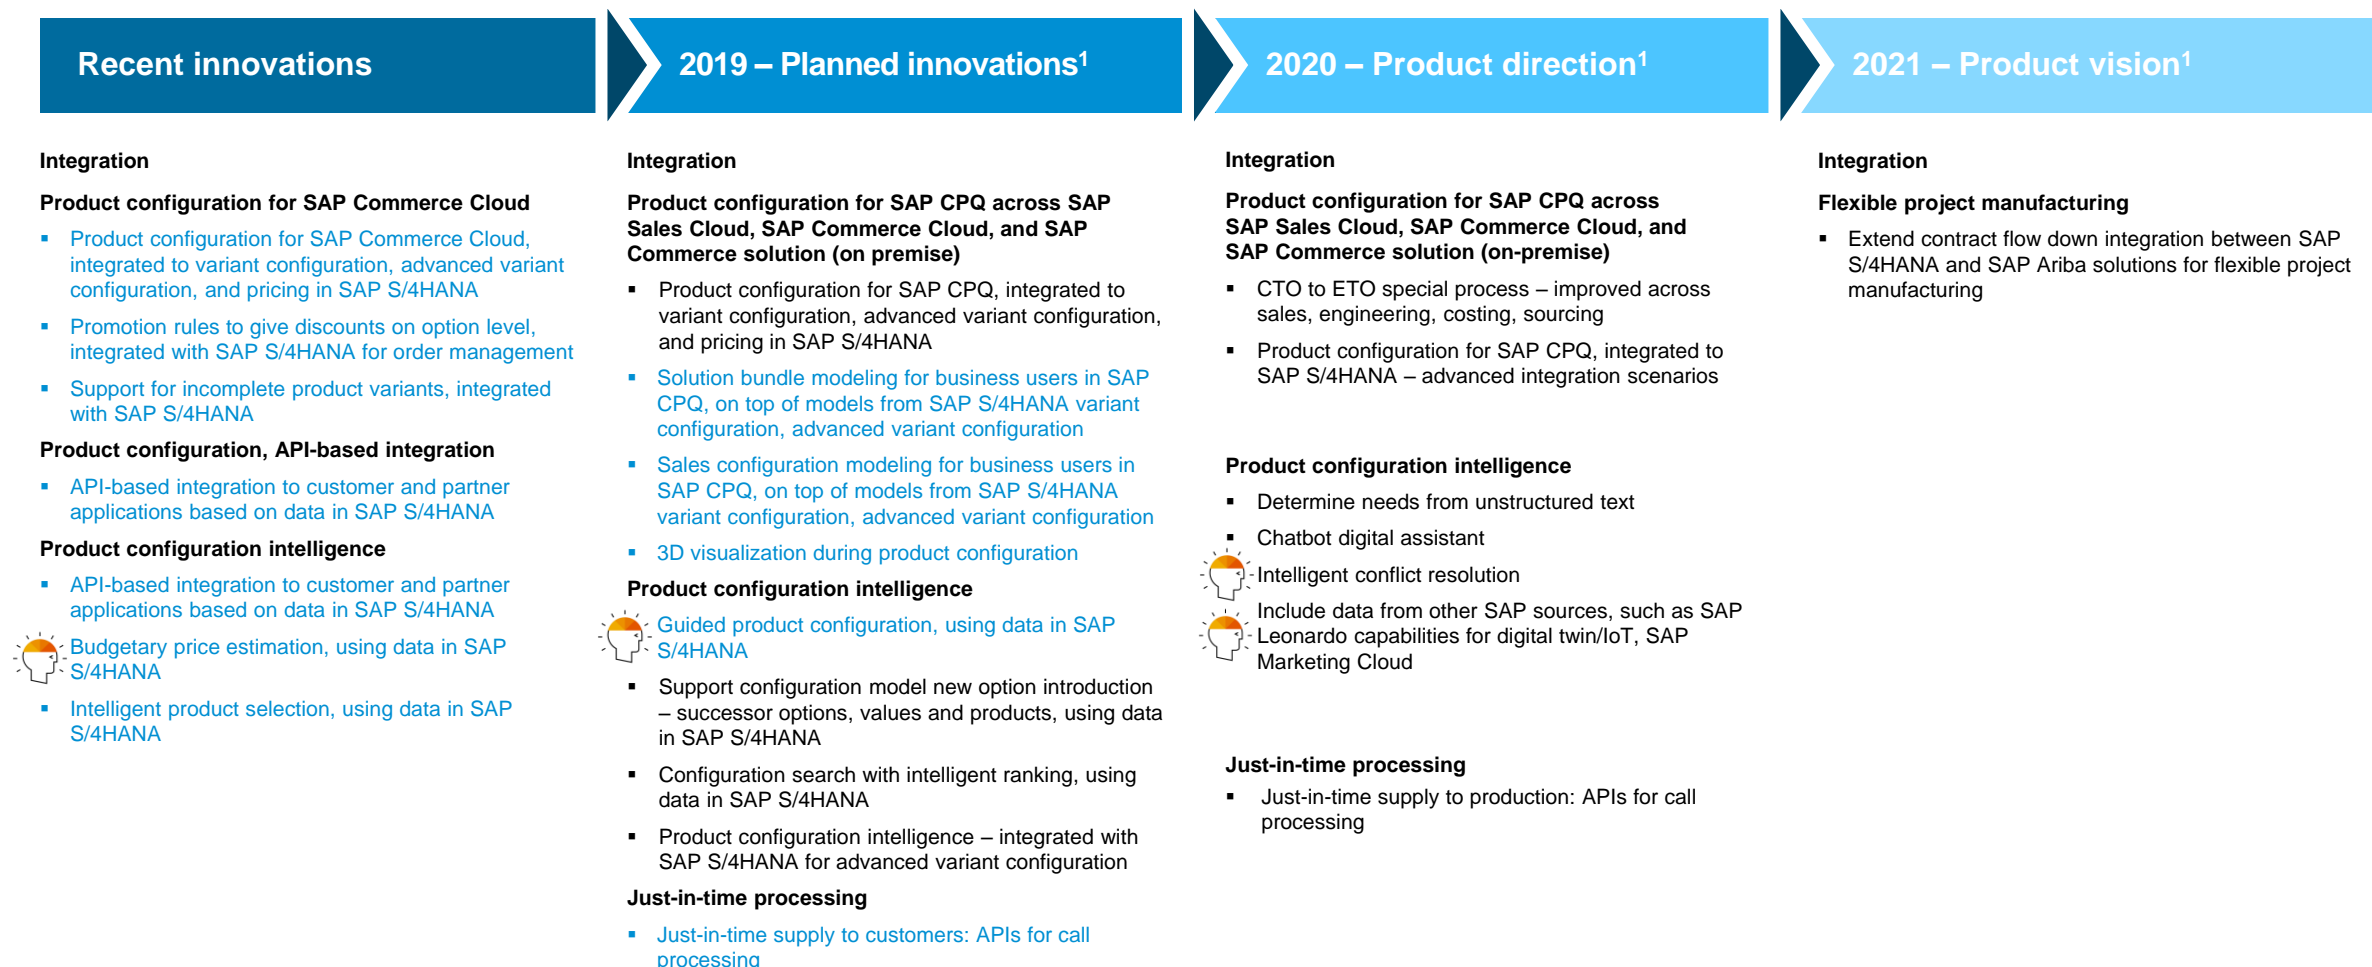 Recent innovations
2019 – Planned innovations¹
2020 – Product direction¹
2021 – Product vision¹
Integration
Product configuration for SAP Commerce Cloud
▪ Product configuration for SAP Commerce Cloud,
integrated to variant configuration, advanced variant
configuration, and pricing in SAP S/4HANA
▪ Promotion rules to give discounts on option level,
integrated with SAP S/4HANA for order management
▪ Support for incomplete product variants, integrated
with SAP S/4HANA
Product configuration, API-based integration
▪ API-based integration to customer and partner
applications based on data in SAP S/4HANA
Product configuration intelligence
▪ API-based integration to customer and partner
applications based on data in SAP S/4HANA
Budgetary price estimation, using data in SAP
S/4HANA
▪ Intelligent product selection, using data in SAP
S/4HANA
Integration
Product configuration for SAP CPQ across SAP
Sales Cloud, SAP Commerce Cloud, and SAP
Commerce solution (on premise)
▪ Product configuration for SAP CPQ, integrated to
variant configuration, advanced variant configuration,
and pricing in SAP S/4HANA
▪ Solution bundle modeling for business users in SAP
CPQ, on top of models from SAP S/4HANA variant
configuration, advanced variant configuration
▪ Sales configuration modeling for business users in
SAP CPQ, on top of models from SAP S/4HANA
variant configuration, advanced variant configuration
▪ 3D visualization during product configuration
Product configuration intelligence
Guided product configuration, using data in SAP
S/4HANA
▪ Support configuration model new option introduction
– successor options, values and products, using data
in SAP S/4HANA
▪ Configuration search with intelligent ranking, using
data in SAP S/4HANA
▪ Product configuration intelligence – integrated with
SAP S/4HANA for advanced variant configuration
Just-in-time processing
▪ Just-in-time supply to customers: APIs for call
processing
Integration
Product configuration for SAP CPQ across
SAP Sales Cloud, SAP Commerce Cloud, and
SAP Commerce solution (on-premise)
▪ CTO to ETO special process – improved across
sales, engineering, costing, sourcing
▪ Product configuration for SAP CPQ, integrated to
SAP S/4HANA – advanced integration scenarios
Product configuration intelligence
▪ Determine needs from unstructured text
▪ Chatbot digital assistant
Intelligent conflict resolution
Include data from other SAP sources, such as SAP
Leonardo capabilities for digital twin/IoT, SAP
Marketing Cloud
Just-in-time processing
▪ Just-in-time supply to production: APIs for call
processing
Integration
Flexible project manufacturing
▪ Extend contract flow down integration between SAP
S/4HANA and SAP Ariba solutions for flexible project
manufacturing